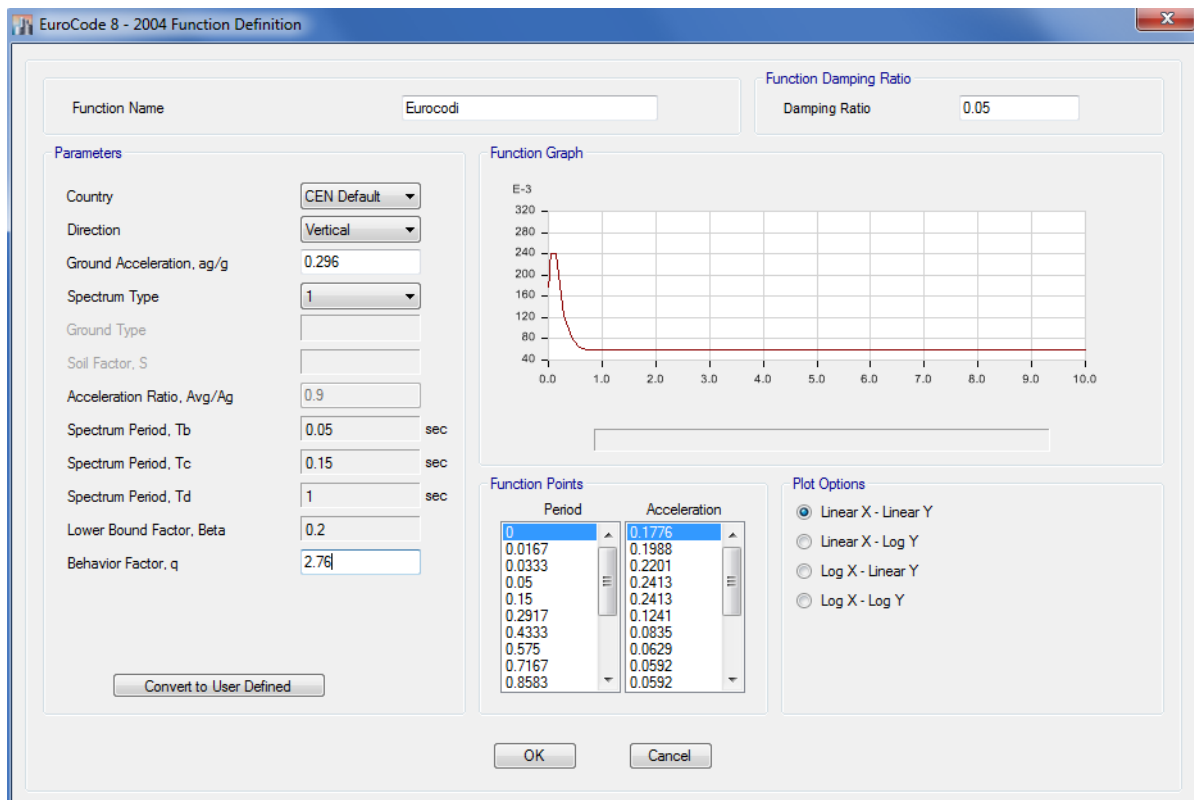 EuroCode 8 - 2004 Function Definition
x
Function Name
Eurocodi
Function Damping Ratio
Damping Ratio
0.05
Parameters
Country
CEN Default
Direction
Vertical
Ground Acceleration, ag/g
0.296
Spectrum Type
1
Ground Type
Soil Factor, S
Acceleration Ratio, Avg/Ag
0.9
Spectrum Period, Tb
0.05
sec
Spectrum Period, Tc
0.15
sec
Spectrum Period, Td
1
sec
Lower Bound Factor, Beta
0.2
Behavior Factor, q
2.76
Convert to User Defined
Function Graph
E-3
320
280
240
200
160
120
80
40
0.0 1.0 2.0 3.0 4.0 5.0 6.0 7.0 8.0 9.0 10.0
Function Points
Period Acceleration
0 0.1776
0.0167 0.1988
0.0333 0.2201
0.05 0.2413
0.15 0.2413
0.2917 0.1241
0.4333 0.0835
0.575 0.0629
0.7167 0.0592
0.8583 0.0592
Plot Options
Linear X - Linear Y
Linear X - Log Y
Log X - Linear Y
Log X - Log Y
OK
Cancel